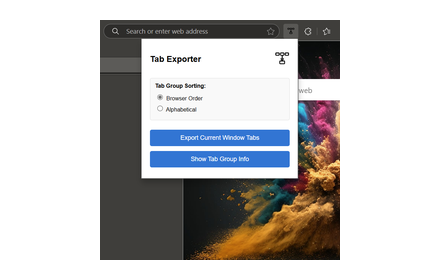 Search or enter web address
Tab Exporter
Tab Group Sorting:
Browser Order
Alphabetical
Export Current Window Tabs
Show Tab Group Info
web